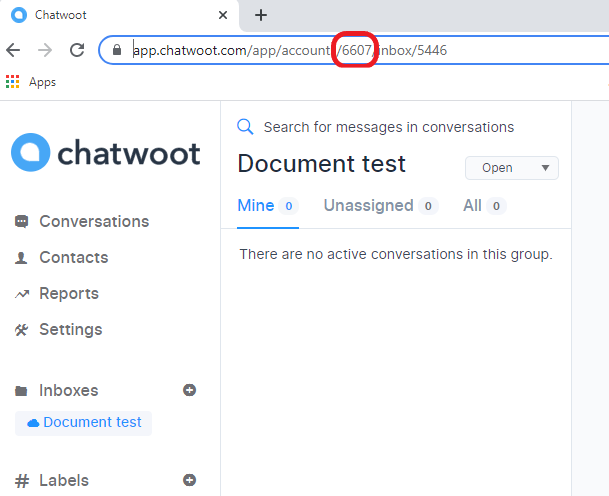 Chatwoot
app.chatwoot.com/app/account /6607/inbox/5446
Apps
chatwoot
Search for messages in conversations
Document test
Open
Mine 0 Unassigned 0 All 0
There are no active conversations in this group.
Conversations
Contacts
Reports
Settings
Inboxes
Document test
Labels